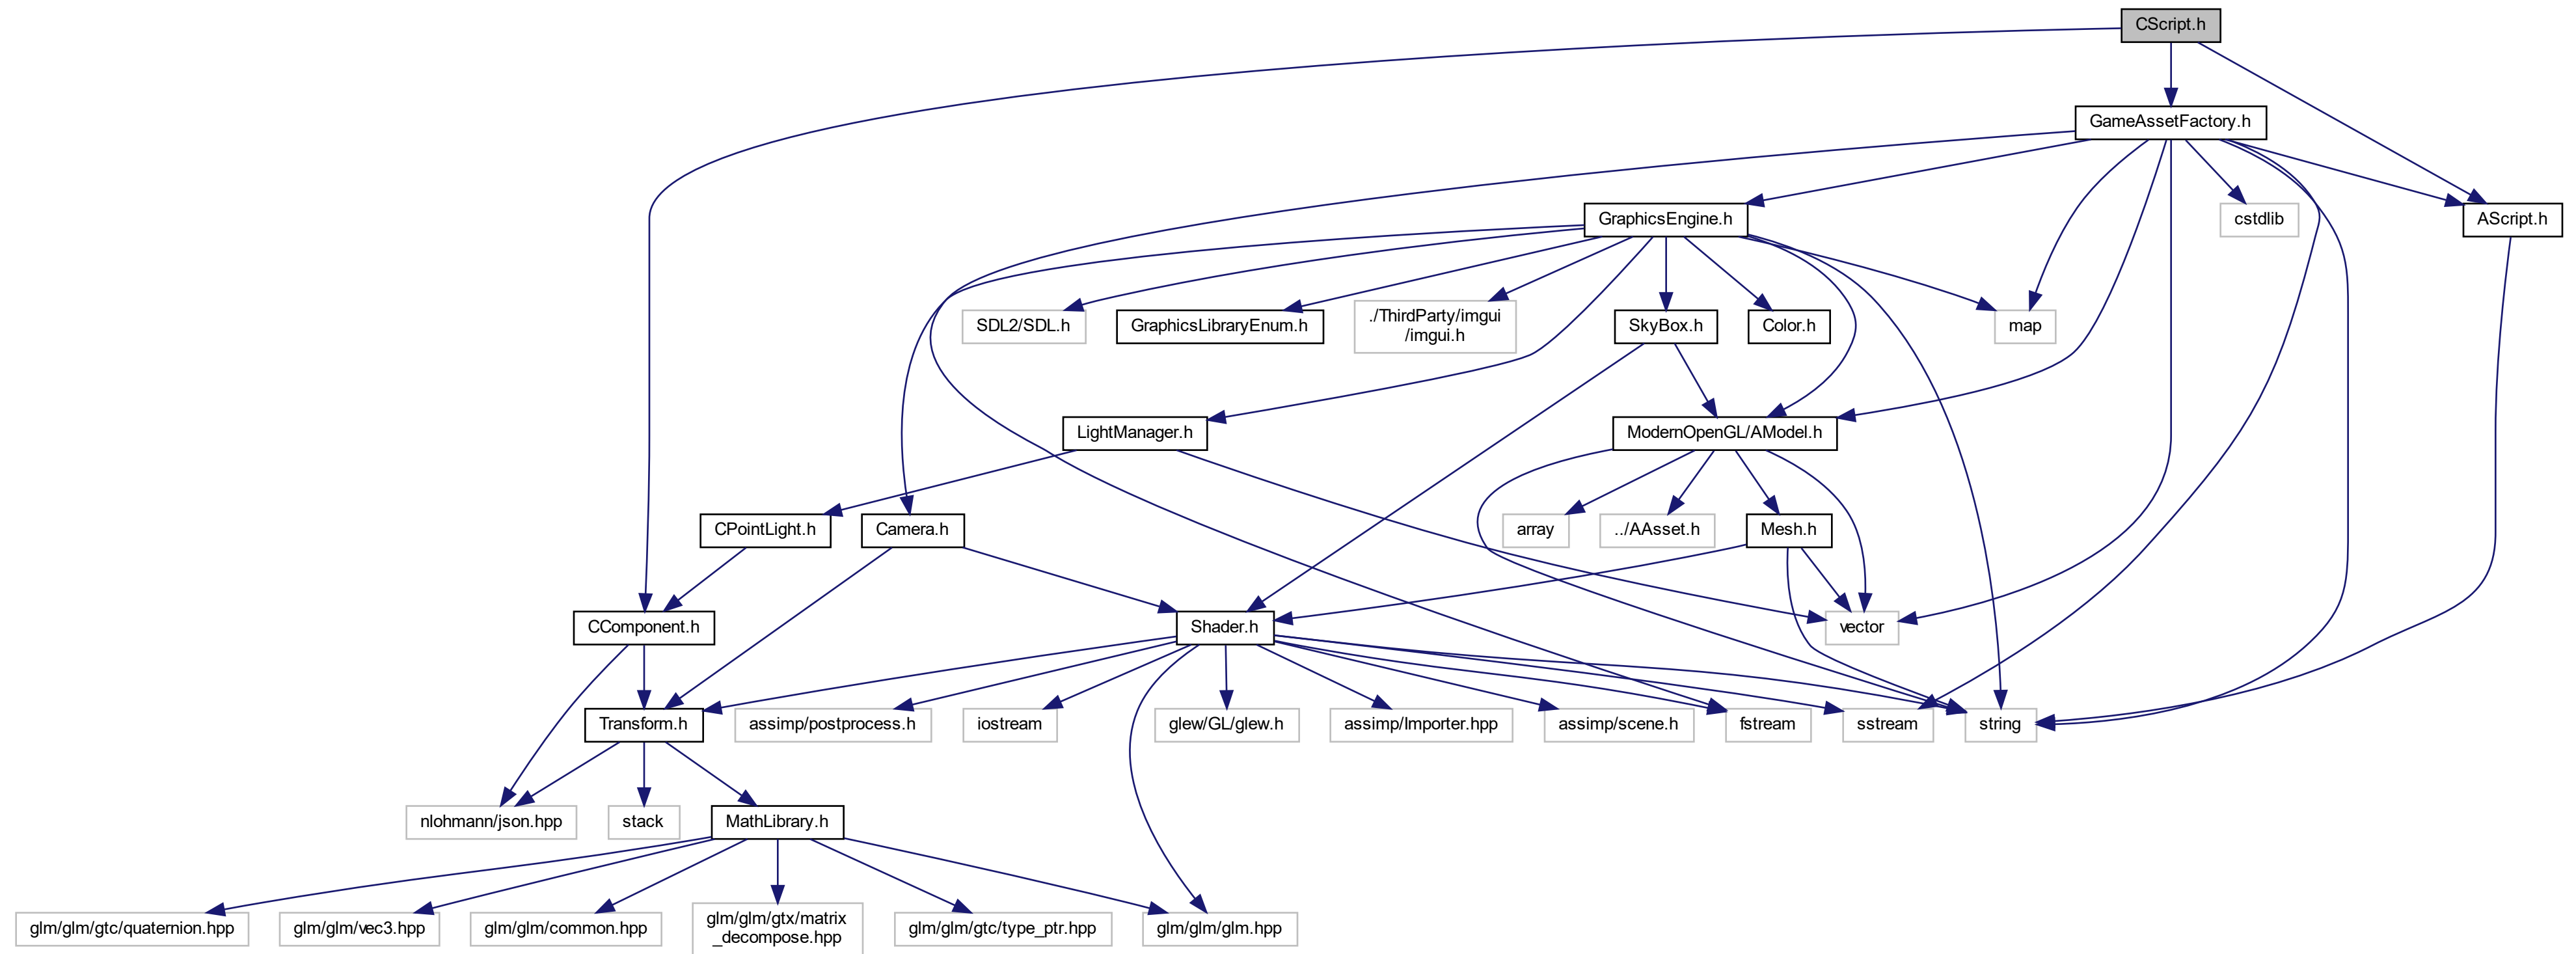 CScript.h
GameAssetFactory.h
GraphicsEngine.h
cstdlib
AScript.h
SDL2/SDL.h
GraphicsLibraryEnum.h
./ThirdParty/imgui
/imgui.h
SkyBox.h
Color.h
map
LightManager.h
ModernOpenGL/AModel.h
CPointLight.h
Camera.h
array
../AAsset.h
Mesh.h
CComponent.h
Shader.h
vector
Transform.h
assimp/postprocess.h
iostream
glew/GL/glew.h
assimp/Importer.hpp
assimp/scene.h
fstream
sstream
string
nlohmann/json.hpp
stack
MathLibrary.h
glm/glm/gtc/quaternion.hpp
glm/glm/vec3.hpp
glm/glm/common.hpp
glm/glm/gtx/matrix
_decompose.hpp
glm/glm/gtc/type_ptr.hpp
glm/glm/glm.hpp